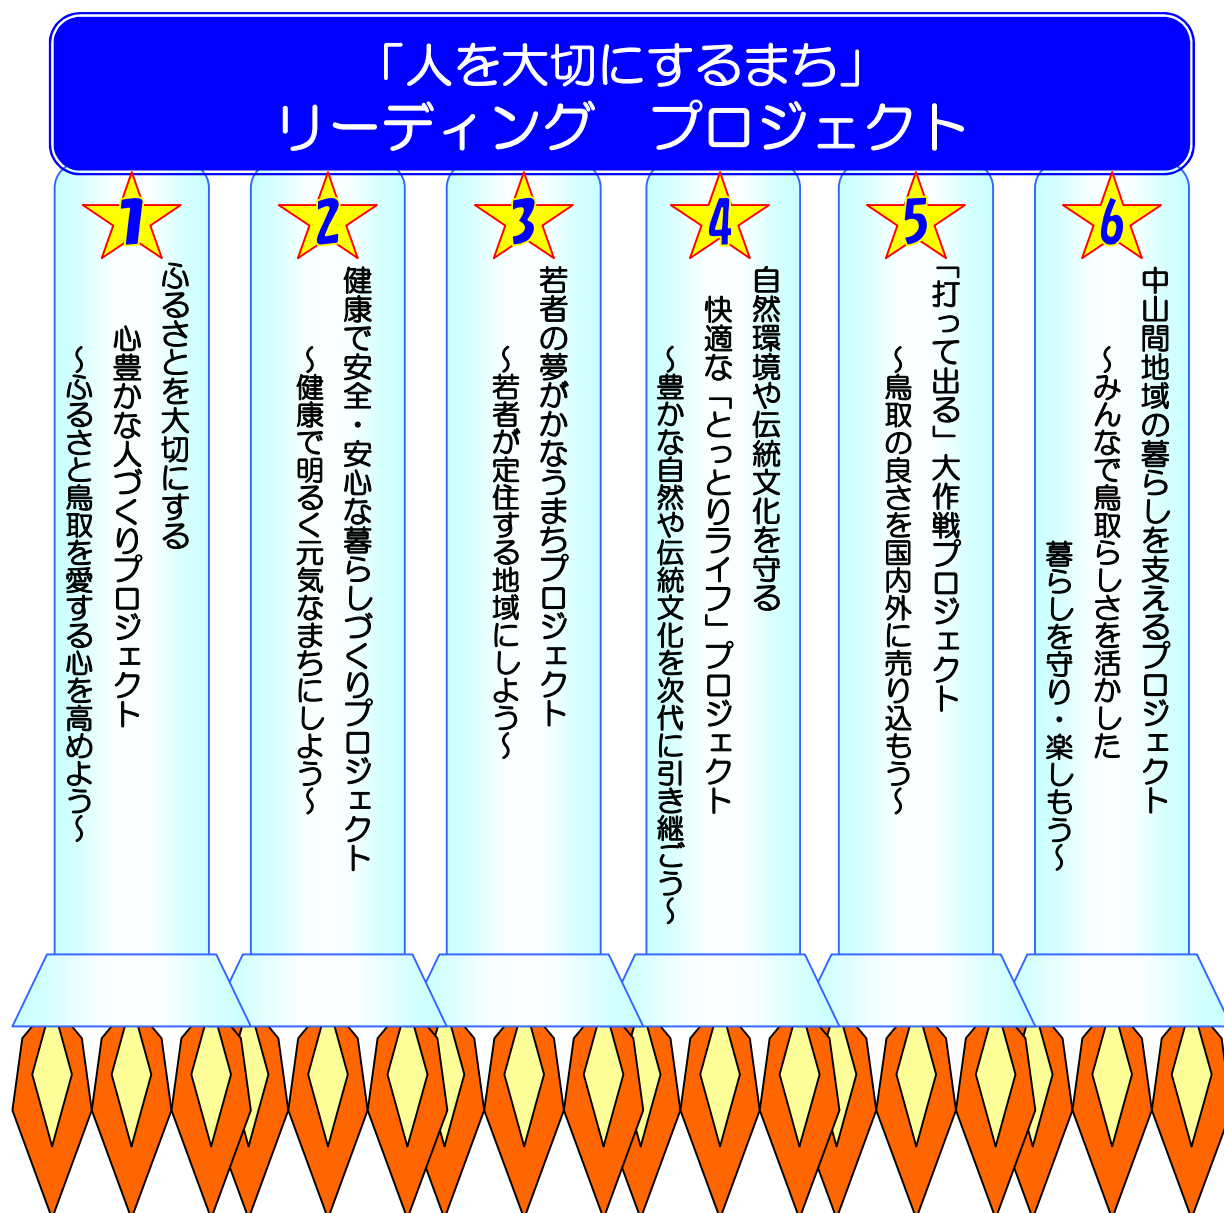 「人を大切にするまち」
リーディング　プロジェクト
1
ふるさとを大切にする
心豊かな人づくりプロジェクト
～ふるさと鳥取を愛する心を高めよう～
2
健康で安全・安心な暮らしづくりプロジェクト
～健康で明るく元気なまちにしよう～
3
若者の夢がかなうまちプロジェクト
～若者が定住する地域にしよう～
4
自然環境や伝統文化を守る
快適な「とっとりライフ」プロジェクト
～豊かな自然や伝統文化を次代に引き継ごう～
5
「打って出る」大作戦プロジェクト
～鳥取の良さを国内外に売り込もう～
6
中山間地域の暮らしを支えるプロジェクト
～みんなで鳥取らしさを活かした
暮らしを守り・楽しもう～